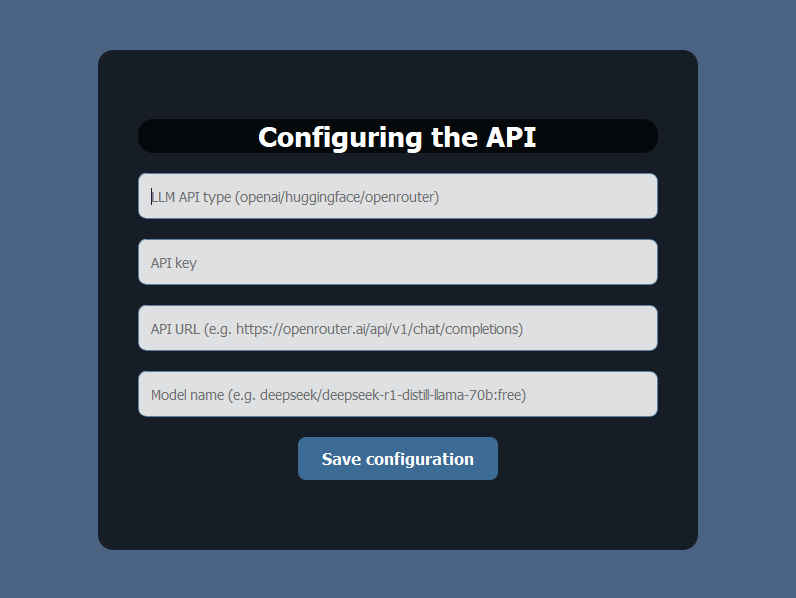 Configuring the API
LLM API type (openai/huggingface/openrouter)
API key
API URL (e.g. https://openrouter.ai/api/v1/chat/completions)
Model name (e.g. deepseek/deepseek-r1-distill-llama-70b:free)
Save configuration